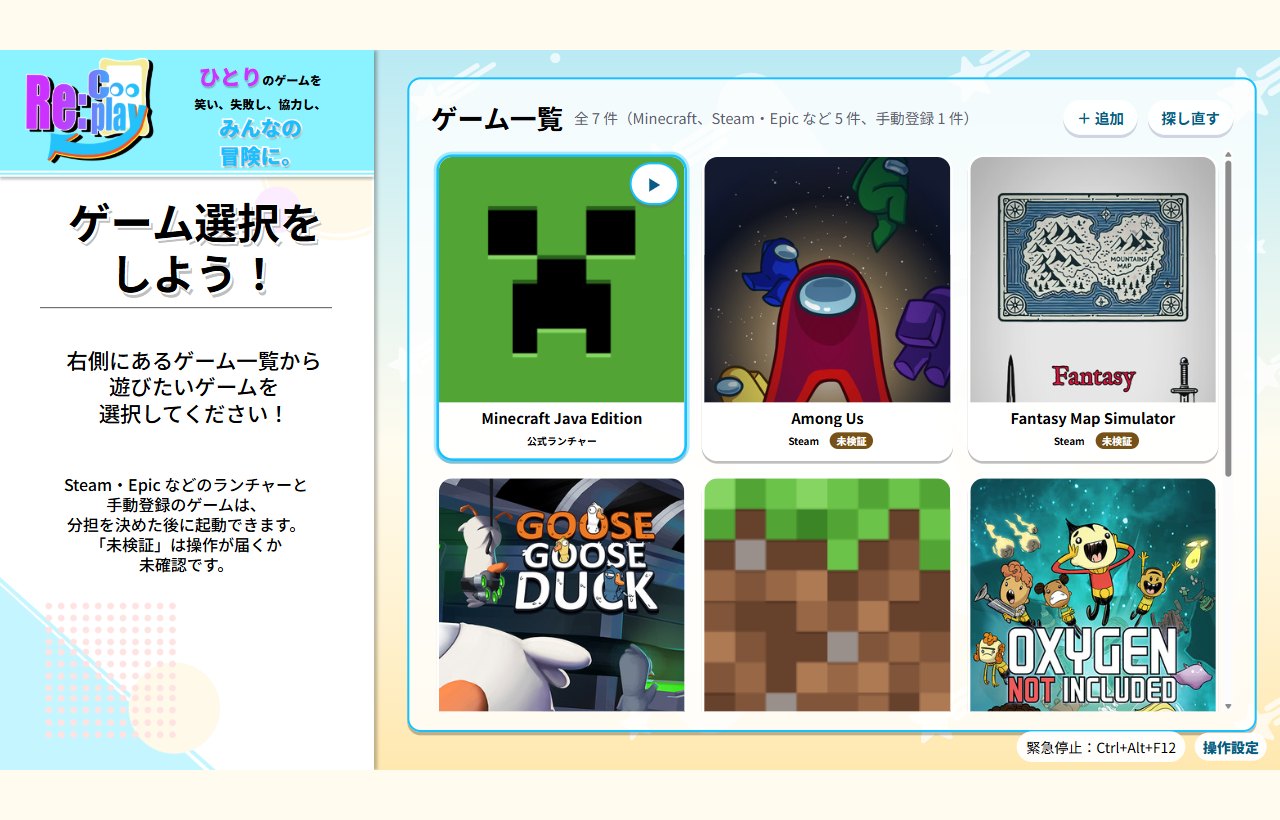 Re:Cooplay
ひとりのゲームを
笑い、失敗し、協力し、
みんなの
冒険に。
ゲーム選択を
しよう！
右側にあるゲーム一覧から
遊びたいゲームを
選択してください！
Steam・Epic などのランチャーと
手動登録のゲームは、
分担を決めた後に起動できます。
「未検証」は操作が届くか
未確認です。
ゲーム一覧 全 7 件（Minecraft、Steam・Epic など 5 件、手動登録 1 件）
＋ 追加
探し直す
Minecraft Java Edition
公式ランチャー
MOUNTAINS
MAP
Fantasy
Among Us
Steam 未検証
Fantasy Map Simulator
Steam 未検証
GOOSE
GOOSE
DUCK
OXYGEN
NOT INCLUDED
緊急停止：Ctrl+Alt+F12
操作設定